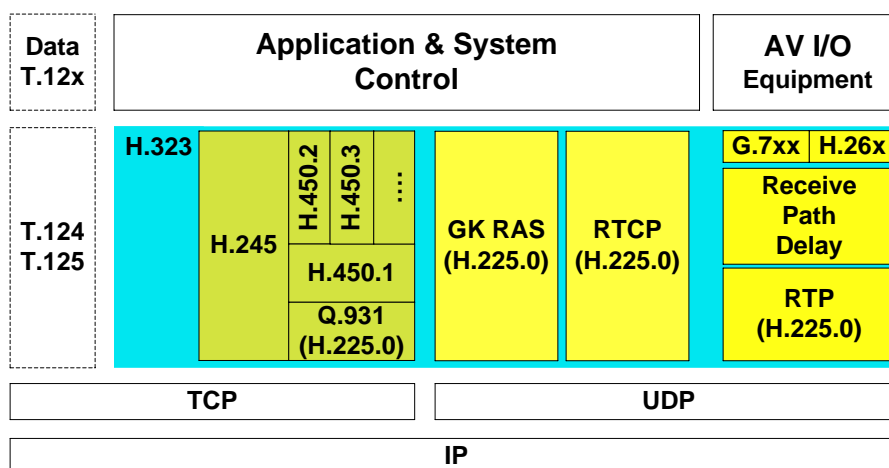 Data
T.12x
Application & System
Control
AV I/O
Equipment
T.124
T.125
H.323
H.245
H.450.2
H.450.3
....
H.450.1
Q.931
(H.225.0)
GK RAS
(H.225.0)
RTCP
(H.225.0)
G.7xx
H.26x
Receive
Path
Delay
RTP
(H.225.0)
TCP
UDP
IP